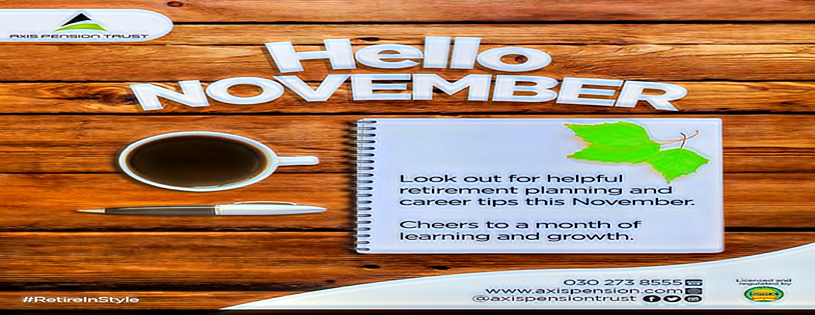 AXIS PENSION TRUST
Hello
NOVEMBER
Look out for helpful
retirement planning and
career tips this November.
Cheers to a month of
learning and growth.
030 273 8555
www.axispension.com
@axispensiontrust
#RetireInStyle
Licensed and
regulated by